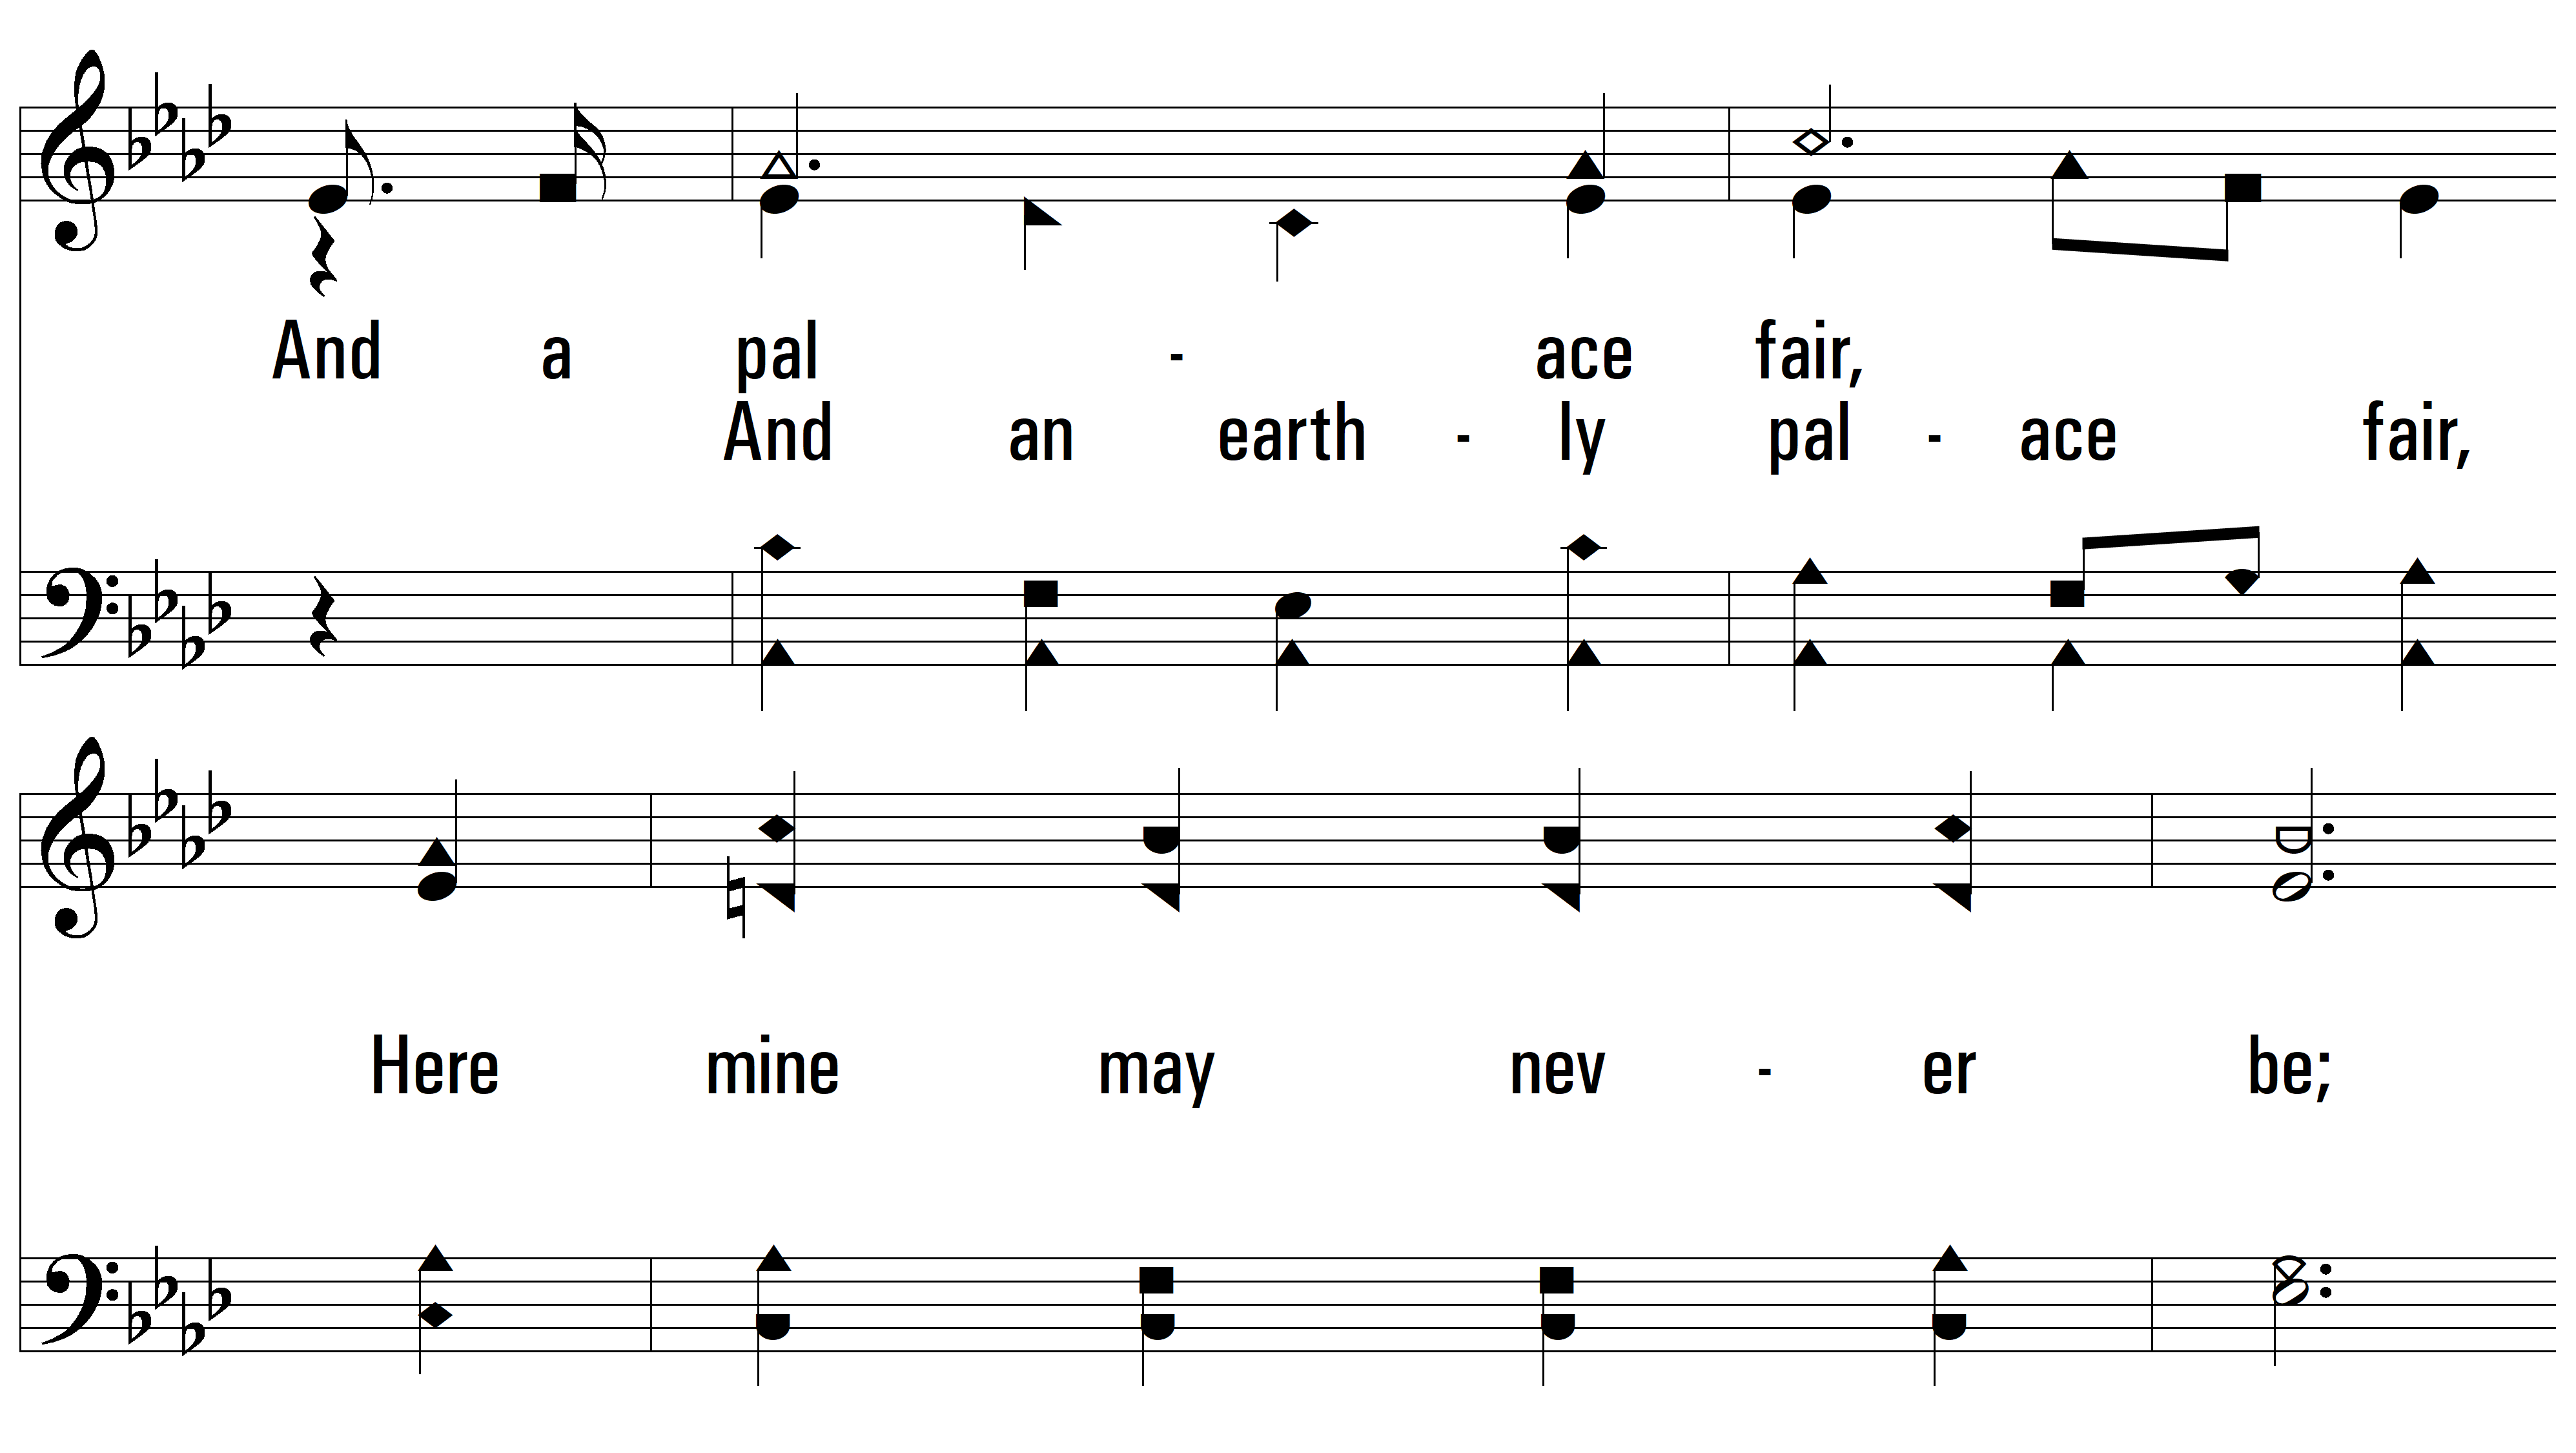 And a pal - ace fair,
And an earth - ly pal - ace fair,
Here mine may nev - er be;